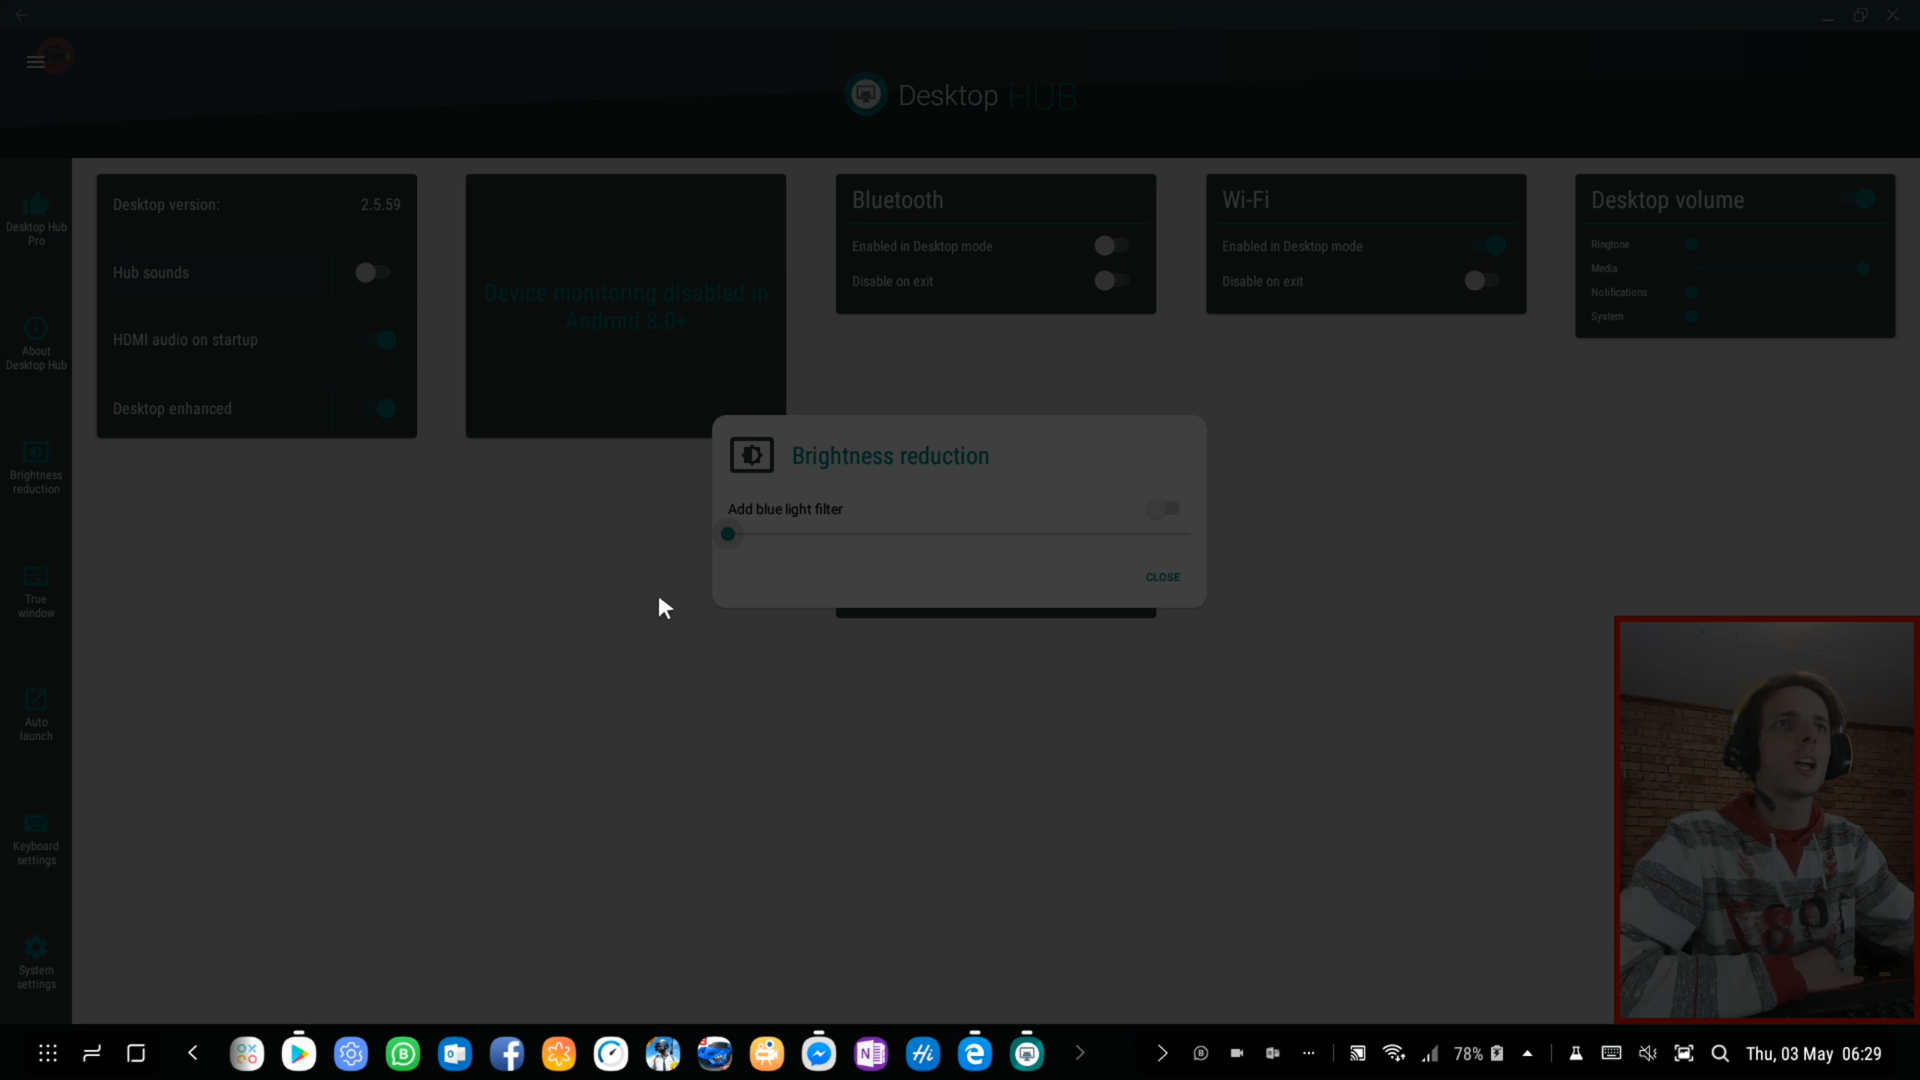 Desktop HUB
Desktop Hub
Pro
About
Desktop Hub
Brightness
reduction
True
window
Auto
launch
Keyboard
settings
System
settings
Desktop version: 2.5.59
Hub sounds
HDMI audio on startup
Desktop enhanced
Device monitoring disabled in
Android 8.0+
Bluetooth
Enabled in Desktop mode
Disable on exit
Wi-Fi
Enabled in Desktop mode
Disable on exit
Desktop volume
Ringtone
Media
Notifications
System
Brightness reduction
Add blue light filter
CLOSE
78%
Thu, 03 May 06:29